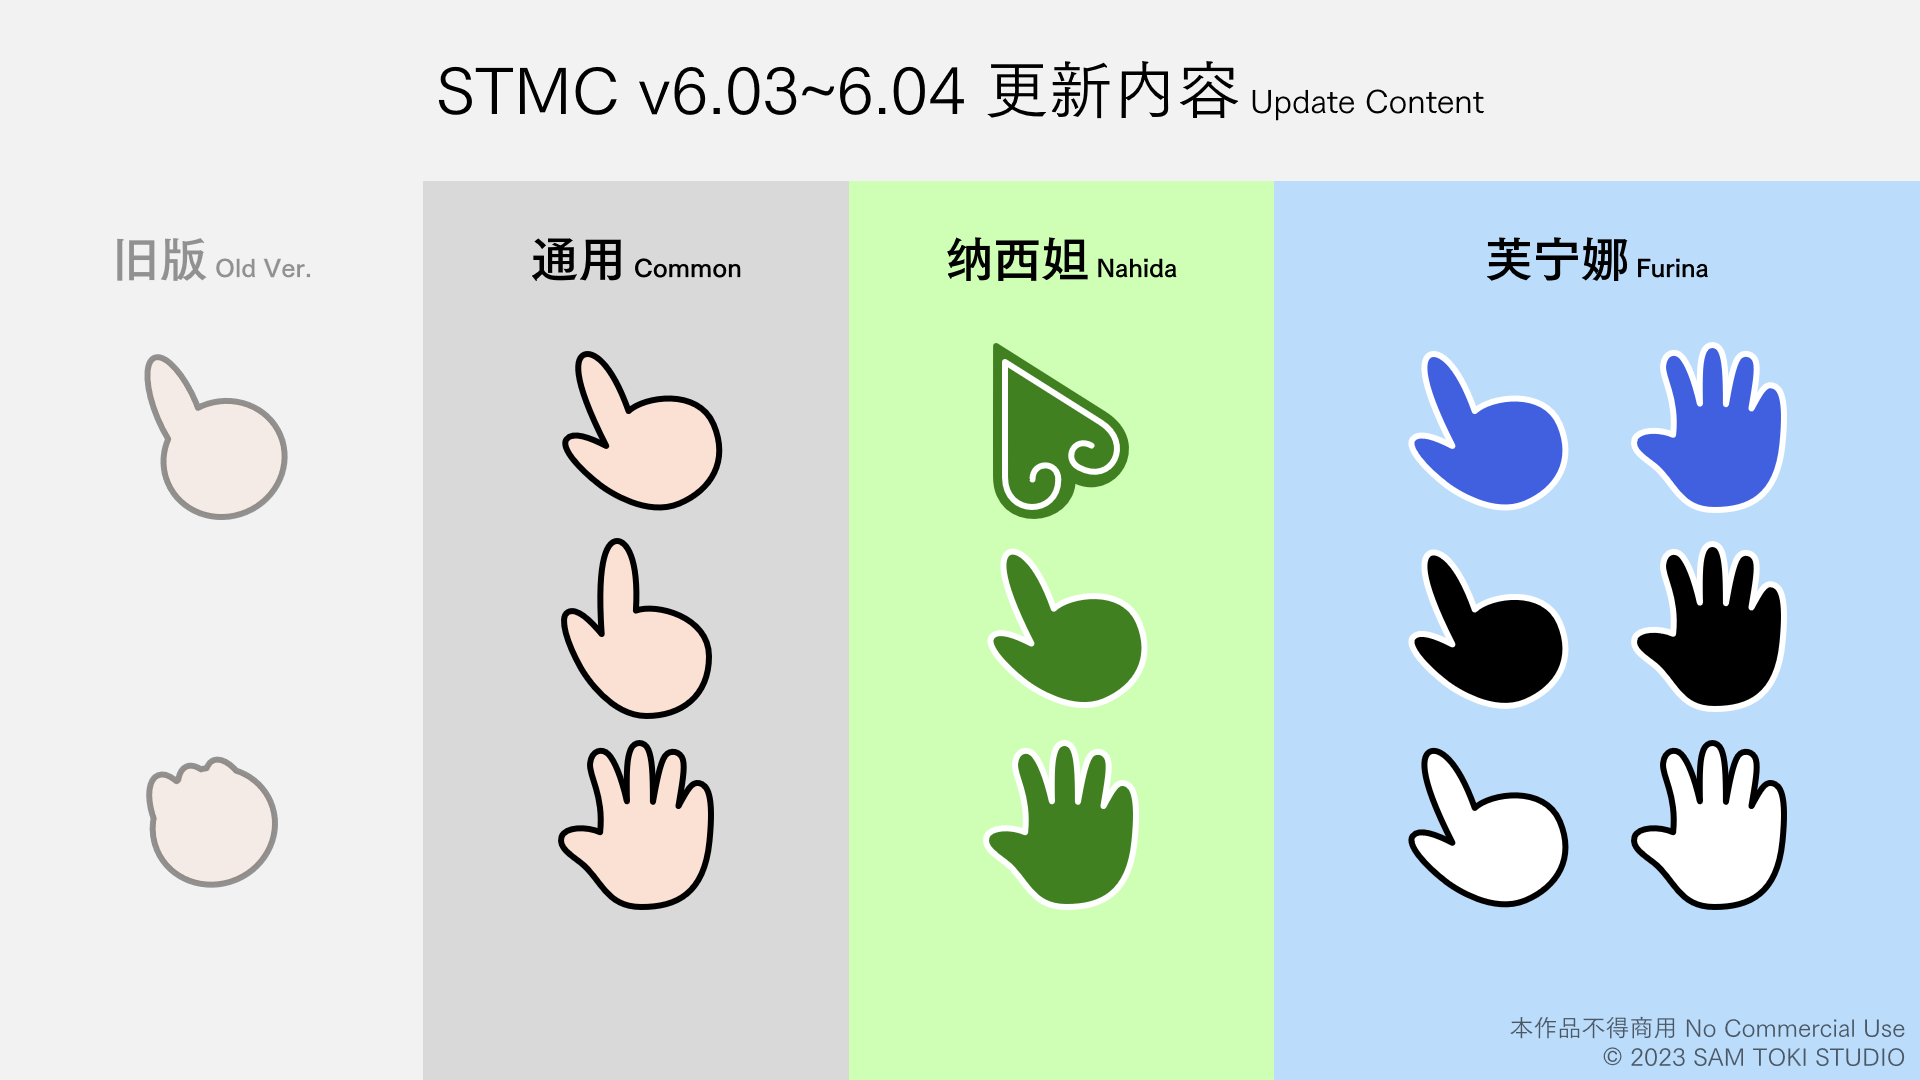 STMC v6.03~6.04 更新内容 Update Content
旧版 Old Ver.
通用 Common
纳西妲 Nahida
芙宁娜 Furina
本作品不得商用 No Commercial Use
© 2023 SAM TOKI STUDIO